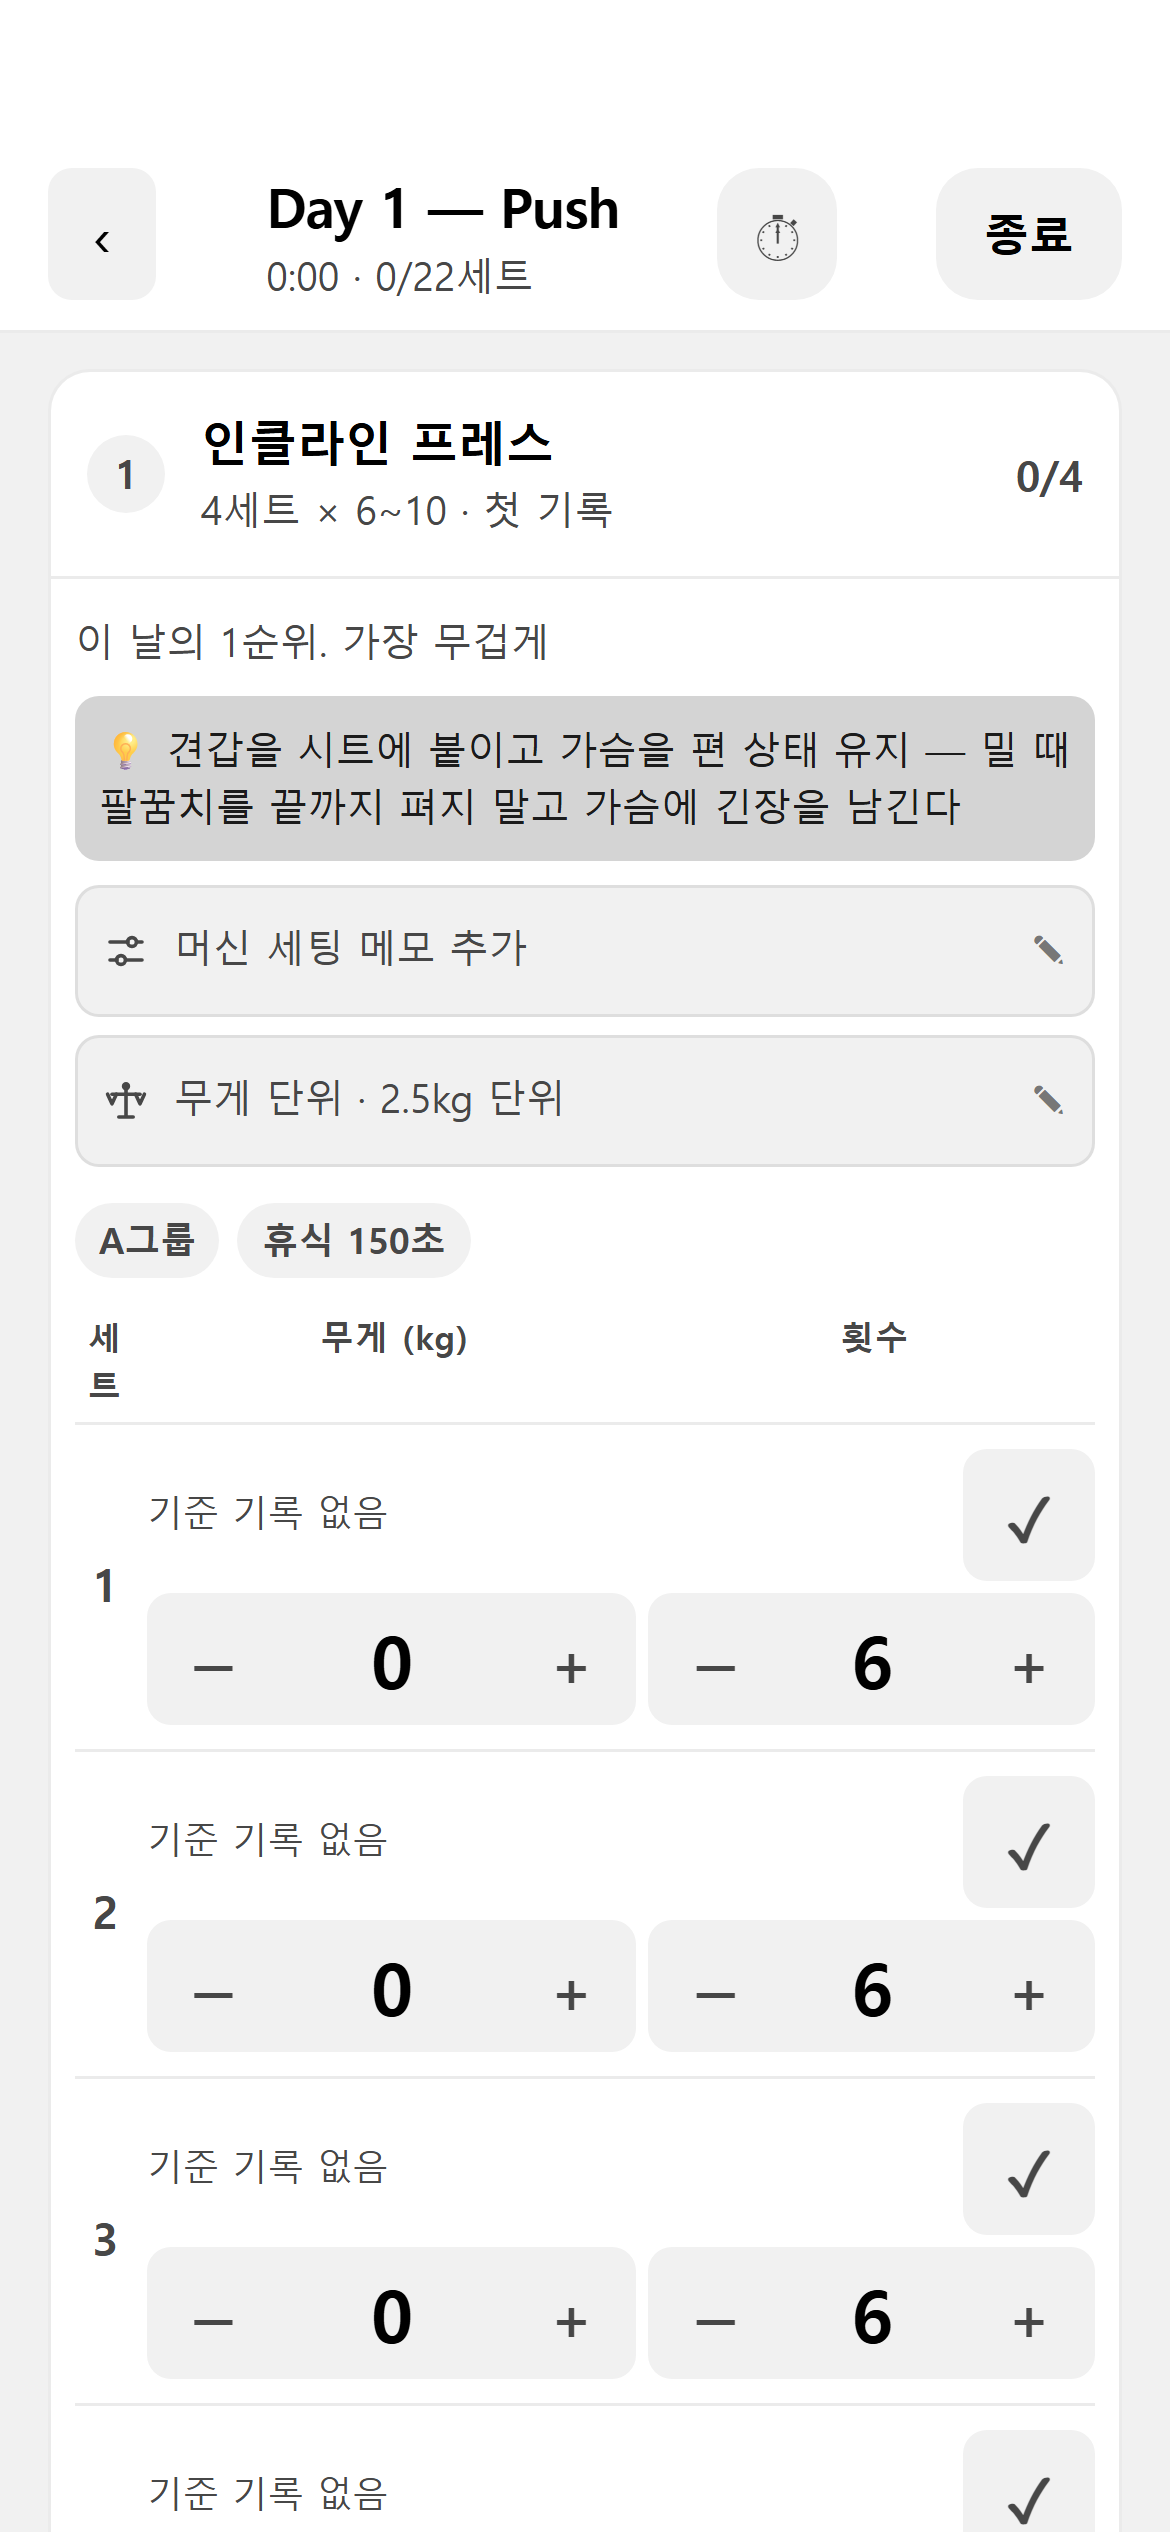 ‹
Day 1 — Push
0:00 · 0/22세트
종료
1
인클라인 프레스
4세트 × 6~10 · 첫 기록
0/4
이 날의 1순위. 가장 무겁게
💡 견갑을 시트에 붙이고 가슴을 편 상태 유지 — 밀 때
팔꿈치를 끝까지 펴지 말고 가슴에 긴장을 남긴다
머신 세팅 메모 추가
무게 단위 · 2.5kg 단위
A그룹 휴식 150초
세
트
무게 (kg)
횟수
기준 기록 없음 ✓
1
— 0 + — 6 +
기준 기록 없음 ✓
2
— 0 + — 6 +
기준 기록 없음 ✓
3
— 0 + — 6 +
기준 기록 없음 ✓